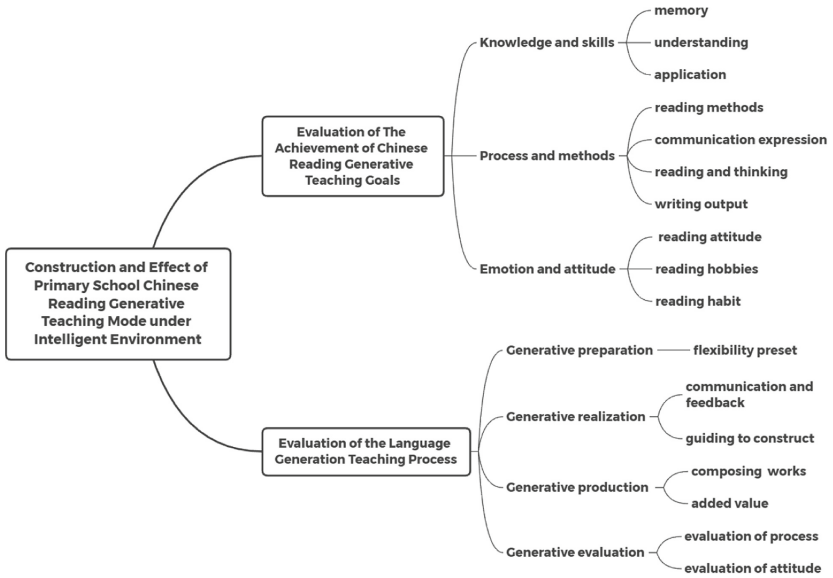 Construction and Effect of
Primary School Chinese
Reading Generative
Teaching Mode under
Intelligent Environment
Evaluation of The
Achievement of Chinese
Reading Generative
Teaching Goals
Knowledge and skills
memory
understanding
application
Process and methods
reading methods
communication expression
reading and thinking
writing output
Emotion and attitude
reading attitude
reading hobbies
reading habit
Evaluation of the Language
Generation Teaching Process
Generative preparation
flexibility preset
Generative realization
communication and
feedback
guiding to construct
Generative production
composing works
added value
Generative evaluation
evaluation of process
evaluation of attitude